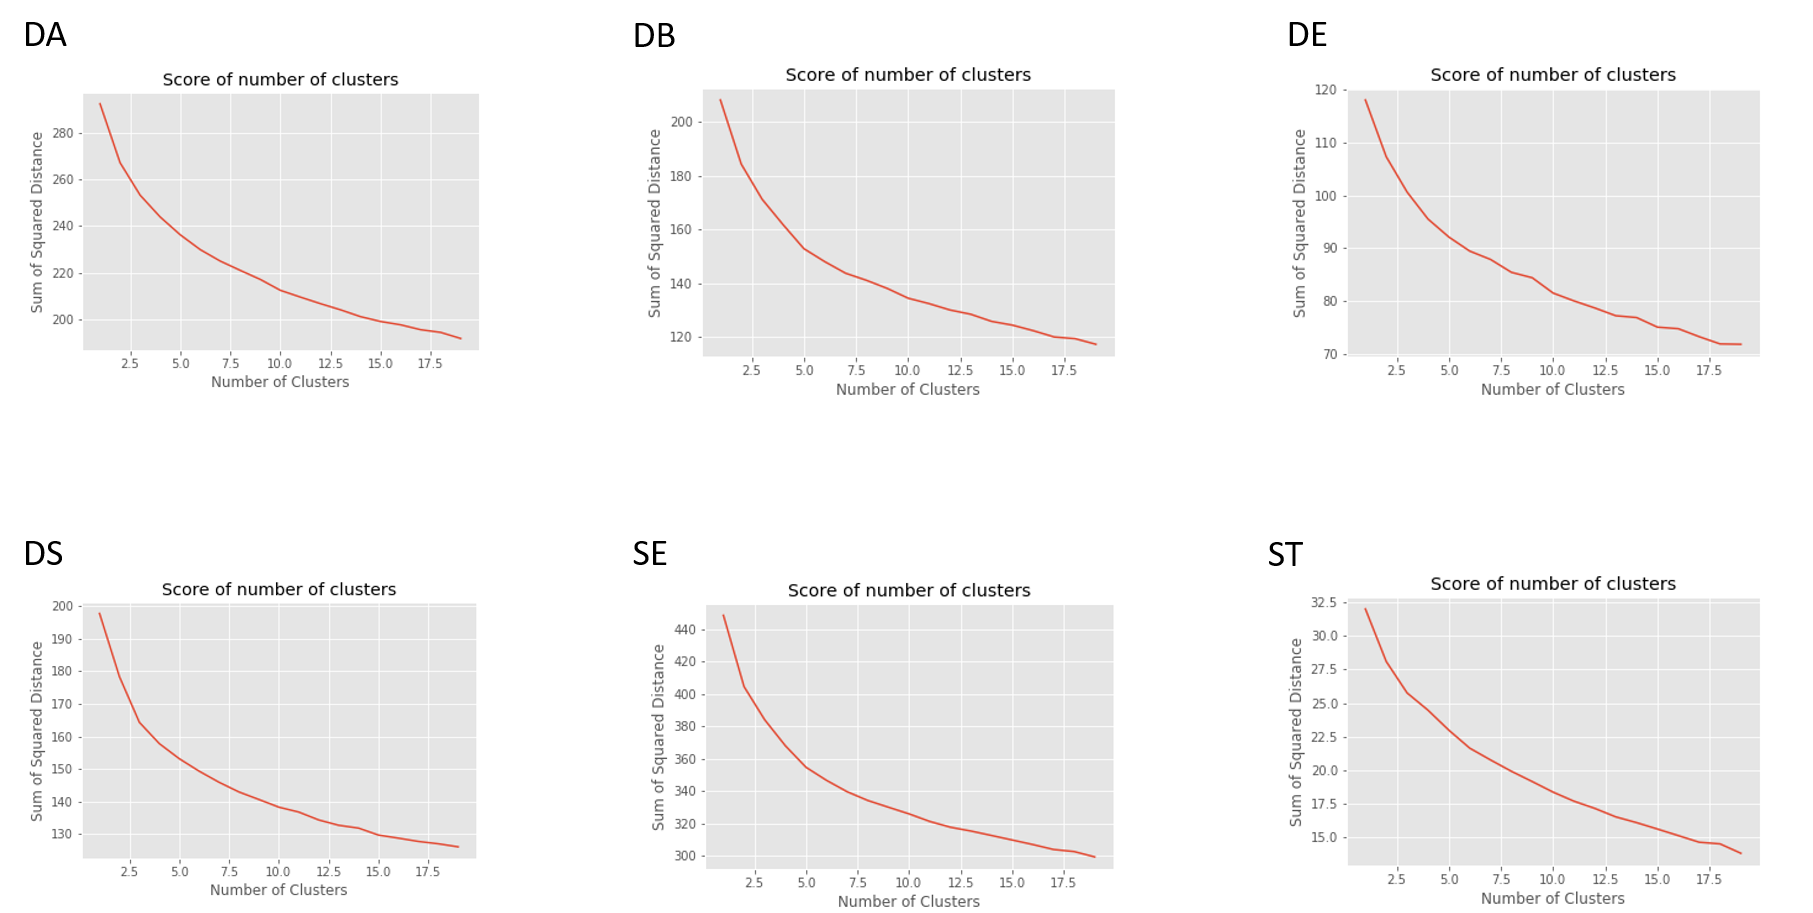 DA
Score of number of clusters
Sum of Squared Distance
280
260
240
220
200
2.5 5.0 7.5 10.0 12.5 15.0 17.5
Number of Clusters
DB
Score of number of clusters
Sum of Squared Distance
200
180
160
140
120
2.5 5.0 7.5 10.0 12.5 15.0 17.5
Number of Clusters
DE
Score of number of clusters
Sum of Squared Distance
120
110
100
90
80
70
2.5 5.0 7.5 10.0 12.5 15.0 17.5
Number of Clusters
DS
Score of number of clusters
Sum of Squared Distance
200
190
180
170
160
150
140
130
2.5 5.0 7.5 10.0 12.5 15.0 17.5
Number of Clusters
SE
Score of number of clusters
Sum of Squared Distance
440
420
400
380
360
340
320
300
2.5 5.0 7.5 10.0 12.5 15.0 17.5
Number of Clusters
ST
Score of number of clusters
Sum of Squared Distance
32.5
30.0
27.5
25.0
22.5
20.0
17.5
15.0
2.5 5.0 7.5 10.0 12.5 15.0 17.5
Number of Clusters